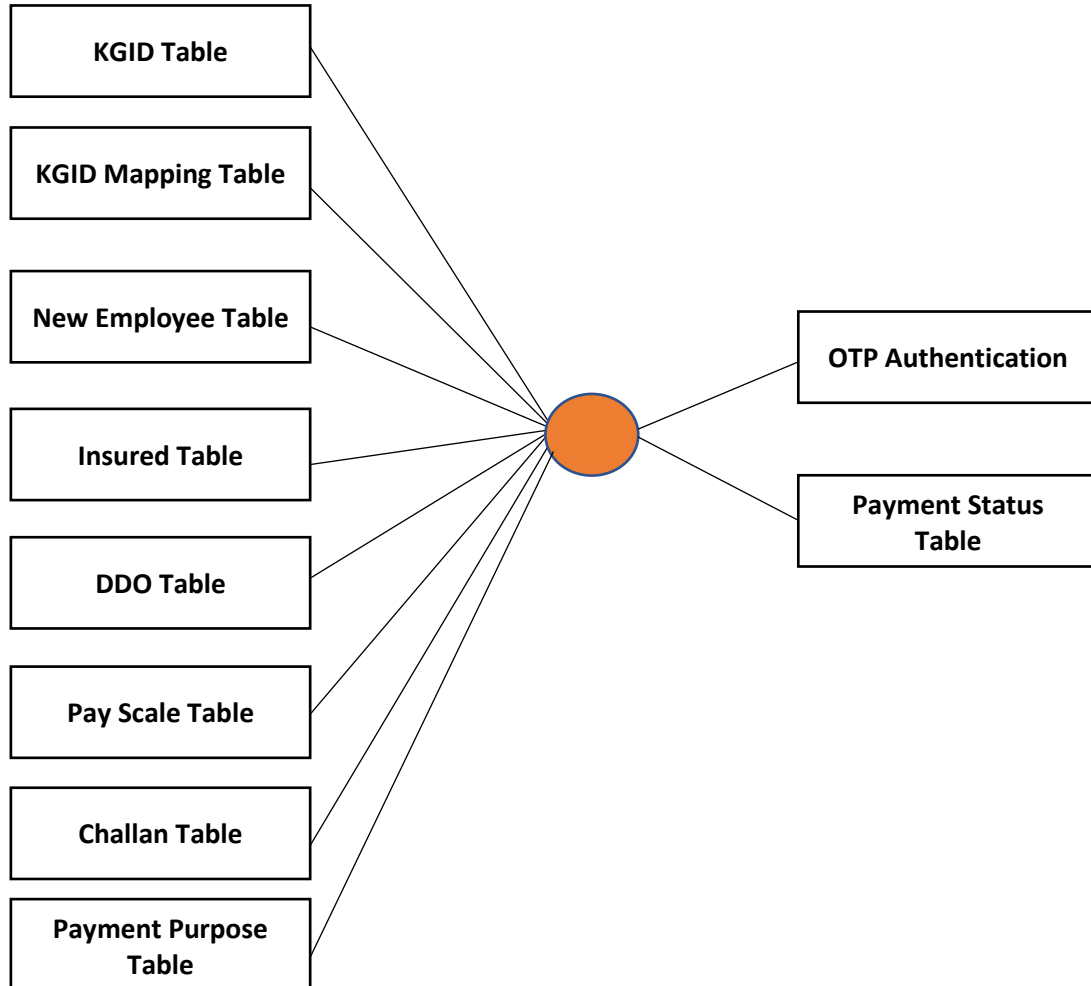 KGID Table
KGID Mapping Table
New Employee Table
Insured Table
DDO Table
Pay Scale Table
Challan Table
Payment Purpose
Table
OTP Authentication
Payment Status
Table